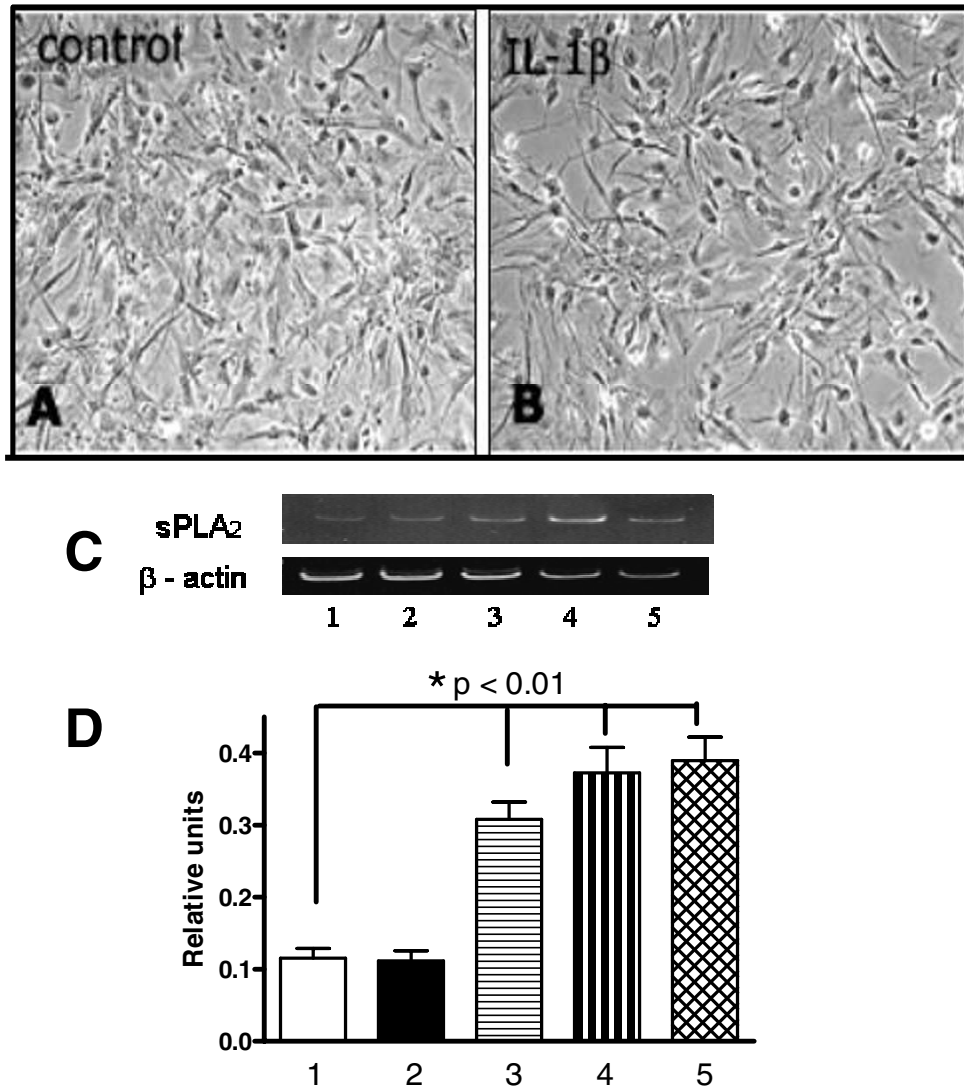 control
IL-1β
A
B
C
sPLA2
β - actin
1 2 3 4 5
D
* p < 0.01
Relative units
0.4
0.3
0.2
0.1
0.0
1 2 3 4 5